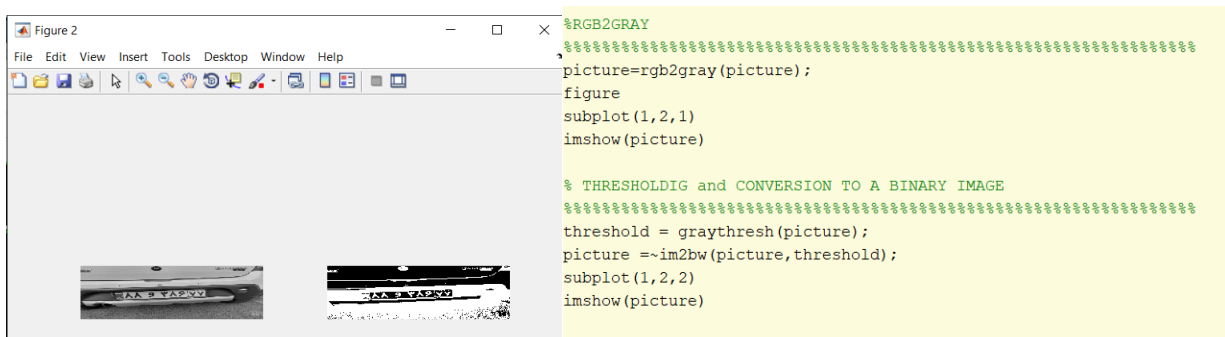 Figure 2
File Edit View Insert Tools Desktop Window Help
%RGB2GRAY
%%%%%%%%%%%%%%%%%%%%%%%%%%%%%%%%%%%%%%%%%%%%%%%%%%%%%%%%%%%%%%%%%%
picture=rgb2gray(picture);
figure
subplot(1,2,1)
imshow(picture)
% THRESHOLDIG and CONVERSION TO A BINARY IMAGE
%%%%%%%%%%%%%%%%%%%%%%%%%%%%%%%%%%%%%%%%%%%%%%%%%%%%%%%%%%%%%%%%%%
threshold = graythresh(picture);
picture =~im2bw(picture,threshold);
subplot(1,2,2)
imshow(picture)